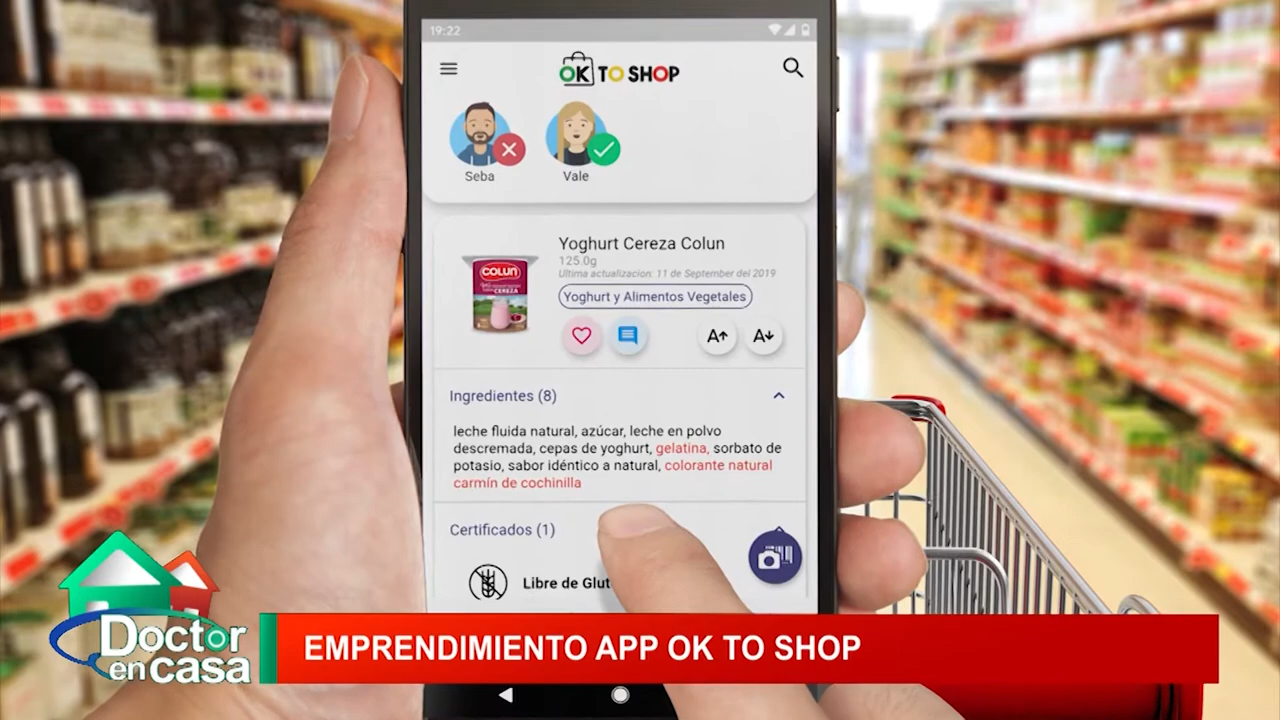 19:22
OK TO SHOP
Seba
Vale
Yoghurt Cereza Colun
125.0g
Ultima actualizacion: 11 de September del 2019
Yoghurt y Alimentos Vegetales
COLUN
CEREZA
A
A
Ingredientes (8)
leche fluida natural, azúcar, leche en polvo
descremada, cepas de yoghurt, gelatina, sorbato de
potasio, sabor idéntico a natural, colorante natural
carmín de cochinilla
Certificados (1)
Libre de Glut
Doctor
en casa
EMPRENDIMIENTO APP OK TO SHOP